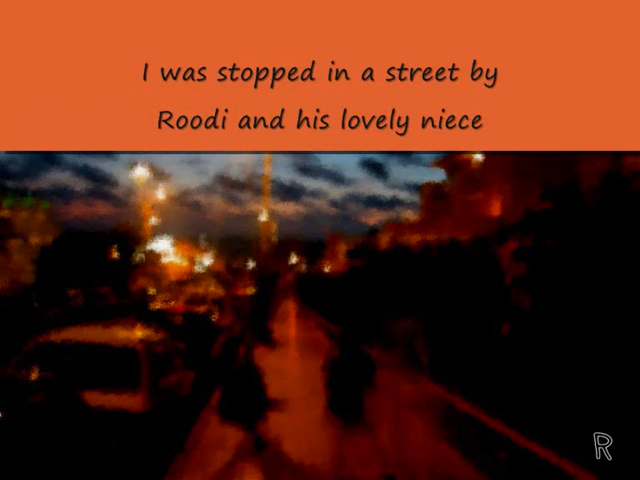 I was stopped in a street by
Roodi and his lovely niece
R